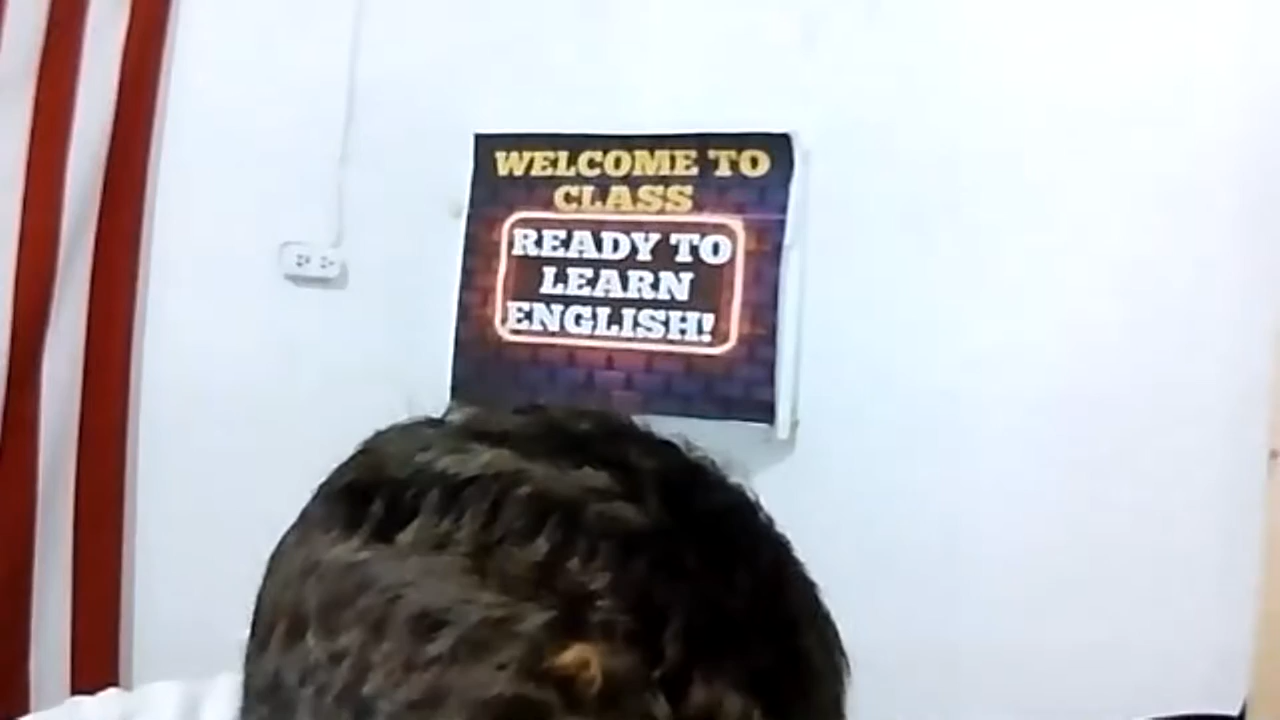 WELCOME TO
CLASS
READY TO
LEARN
ENGLISH!